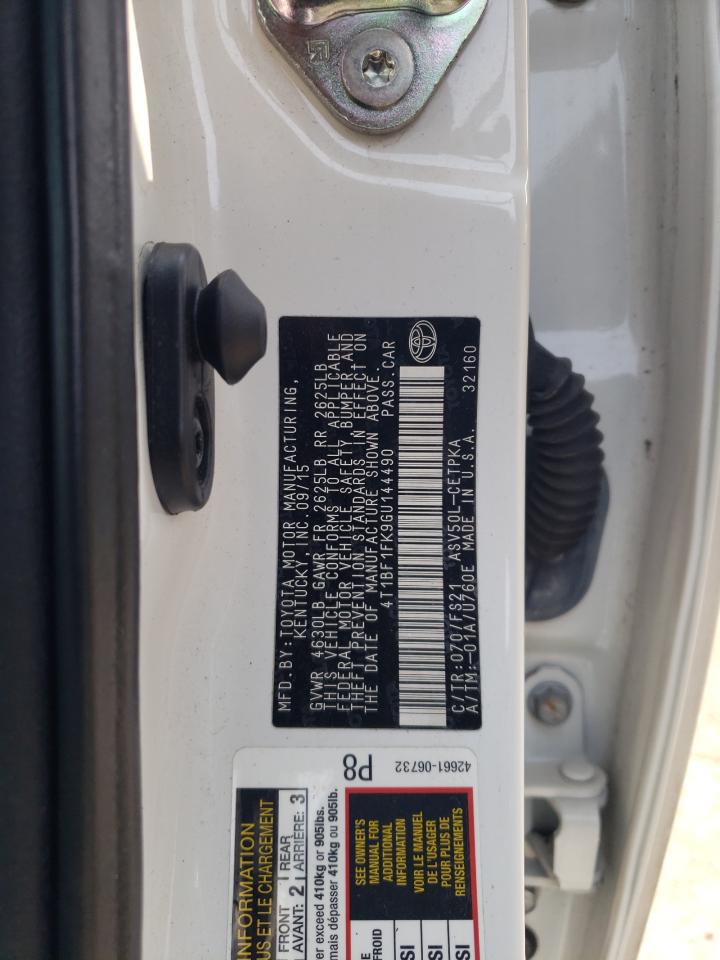 MFD.BY:TOYOTA MOTOR MANUFACTURING,
KENTUCKY, INC.09/15
GVWR 4630LB GAWR FR 2625LB RR 2625LB
THIS VEHICLE CONFORMS TO ALL APPLICABLE
FEDERAL MOTOR VEHICLE SAFETY BUMPER AND
THEFT PREVENTION STANDARDS IN EFFECT ON
THE DATE OF MANUFACTURE SHOWN ABOVE.
4T1BF1FK9GU144490 PASS.CAR
C/TR:070/FS21 ASV50L-CETPKA
A/TM:-01A/U760E MADE IN U.S.A. 32160
INFORMATION
US ET LE CHARGEMENT
FRONT
AVANT: 2
REAR
ARRIÈRE: 3
er exceed 410kg or 905lbs.
mais dépasser 410kg ou 905lb.
P8
42661-06732
SEE OWNER'S
MANUAL FOR
ADDITIONAL
INFORMATION
VOIR LE MANUEL
DE L'USAGER
POUR PLUS DE
RENSEIGNEMENTS
FROID
SI
SI
SI